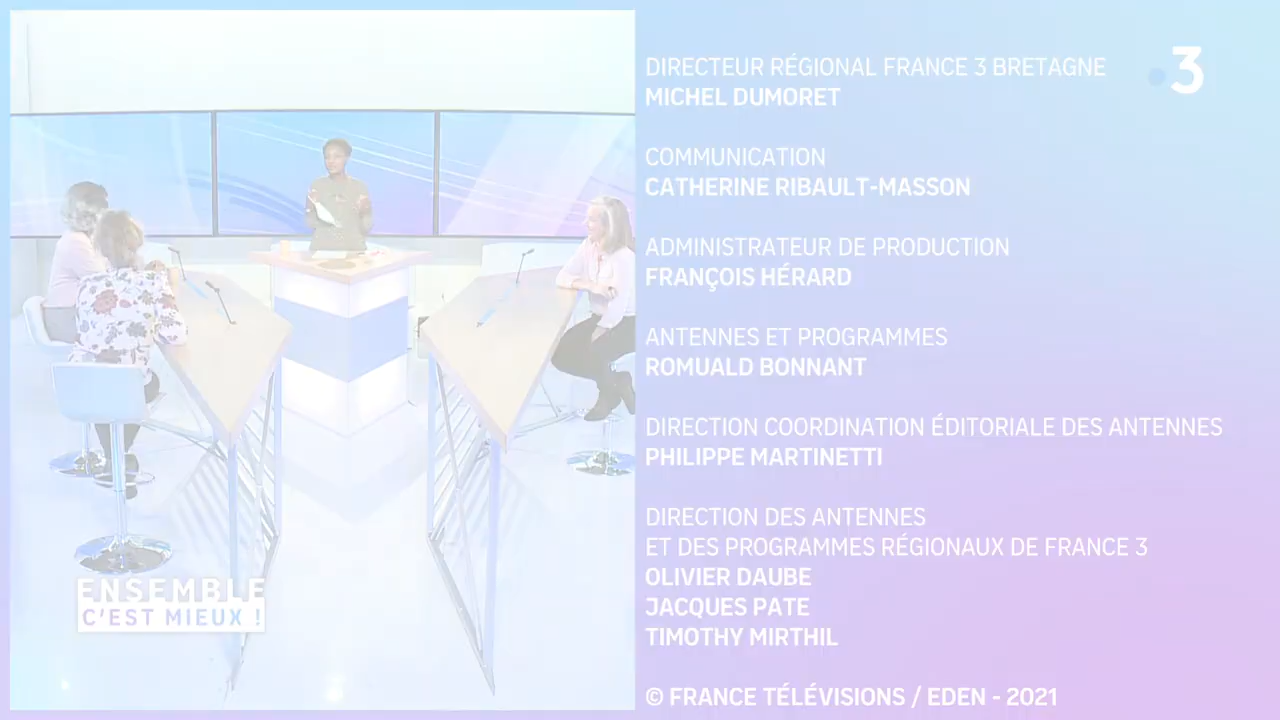 3
DIRECTEUR RÉGIONAL FRANCE 3 BRETAGNE
MICHEL DUMORET
COMMUNICATION
CATHERINE RIBAULT-MASSON
ADMINISTRATEUR DE PRODUCTION
FRANÇOIS HÉRARD
ANTENNES ET PROGRAMMES
ROMUALD BONNANT
DIRECTION COORDINATION ÉDITORIALE DES ANTENNES
PHILIPPE MARTINETTI
DIRECTION DES ANTENNES
ET DES PROGRAMMES RÉGIONAUX DE FRANCE 3
OLIVIER DAUBE
JACQUES PATE
TIMOTHY MIRTHIL
© FRANCE TÉLÉVISIONS / EDEN - 2021
ENSEMBLE
C'EST MIEUX !